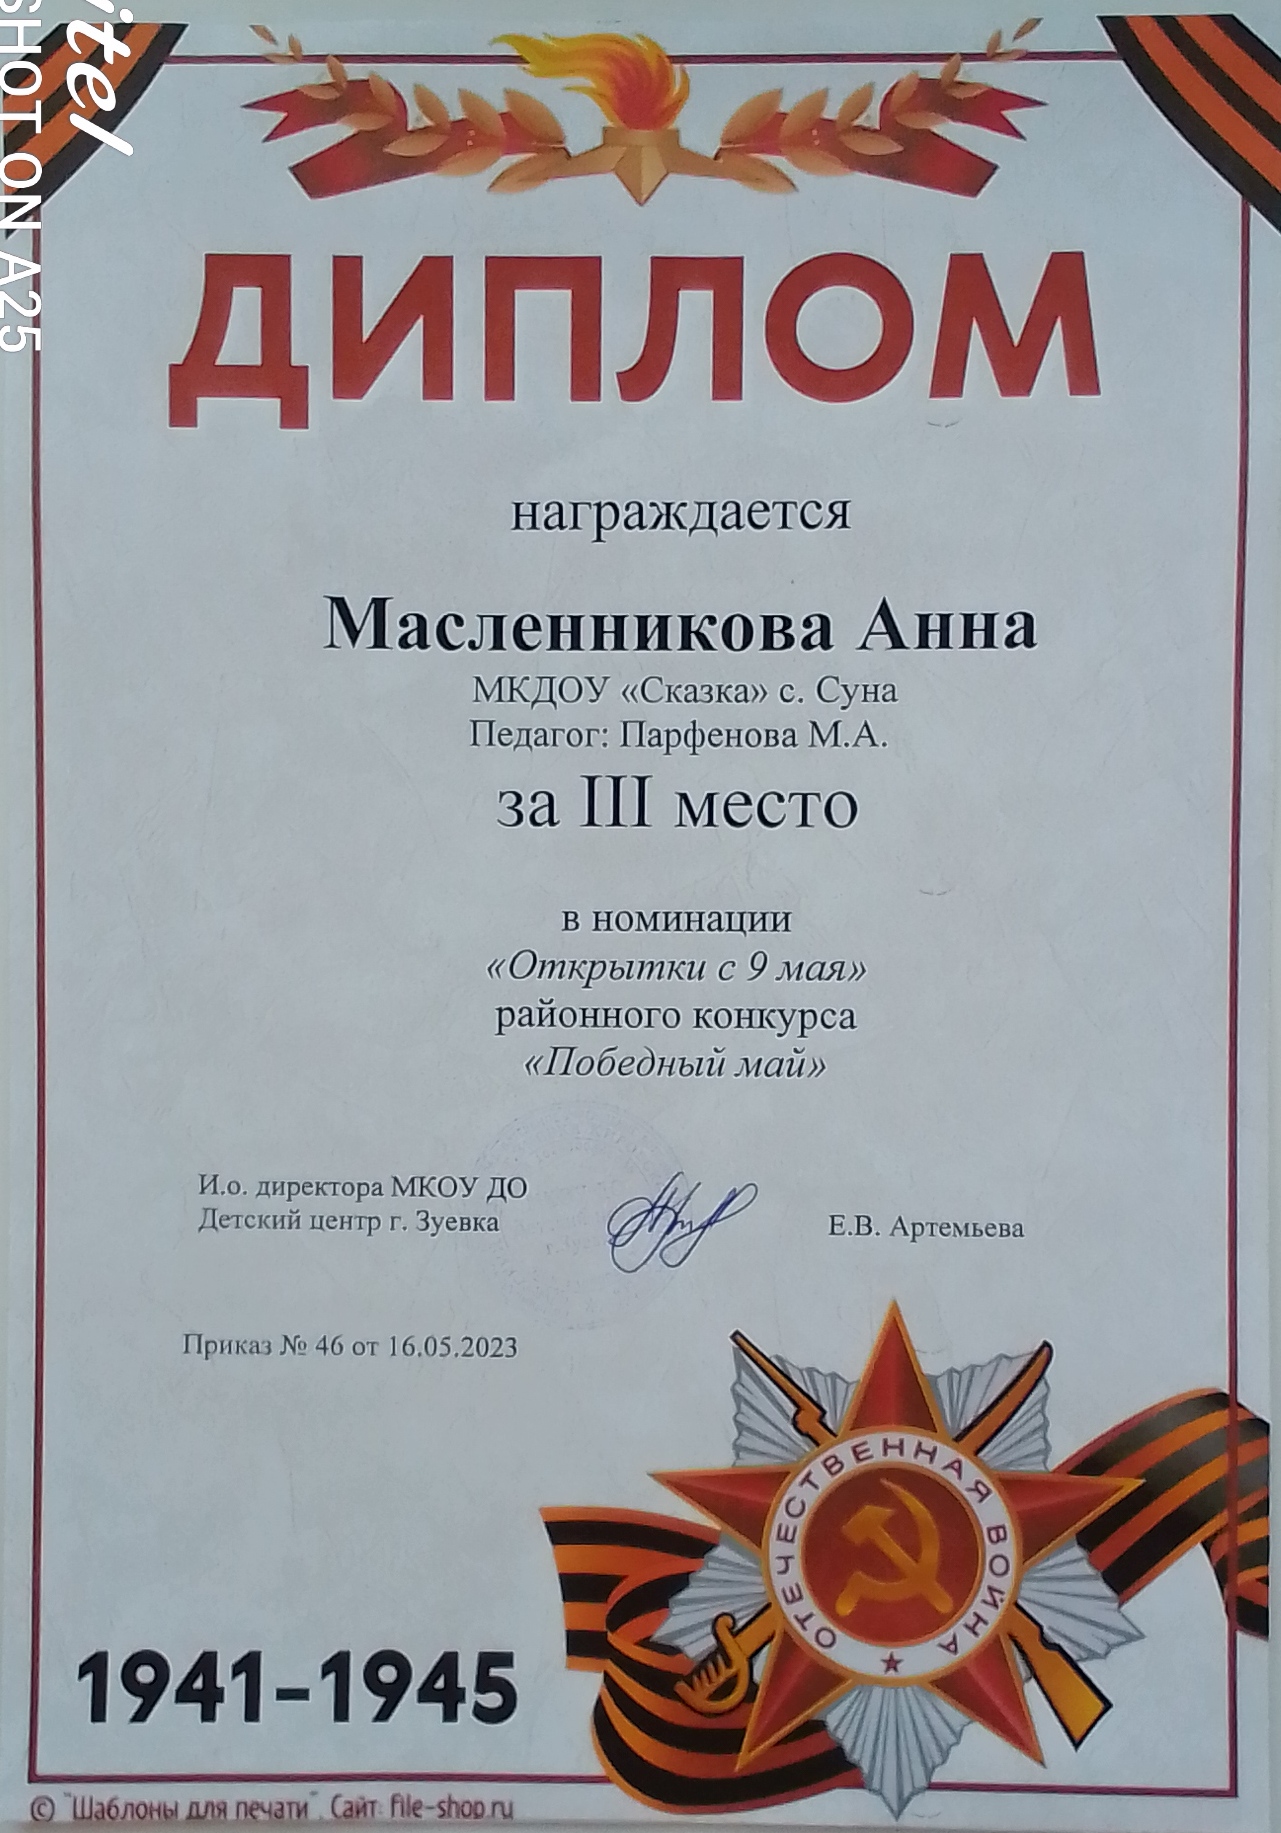 itel
SHOT ON A25
ДИПЛОМ
награждается
Масленникова Анна
МКДОУ «Сказка» с. Суна
Педагог: Парфенова М.А.
за III место
в номинации
«Открытки с 9 мая»
районного конкурса
«Победный май»
И.о. директора МКОУ ДО
Детский центр г. Зуевка
Е.В. Артемьева
Приказ № 46 от 16.05.2023
ОТЕЧЕСТВЕННАЯ ВОЙНА
1941-1945
© "Шаблоны для печати". Сайт: file-shop.ru